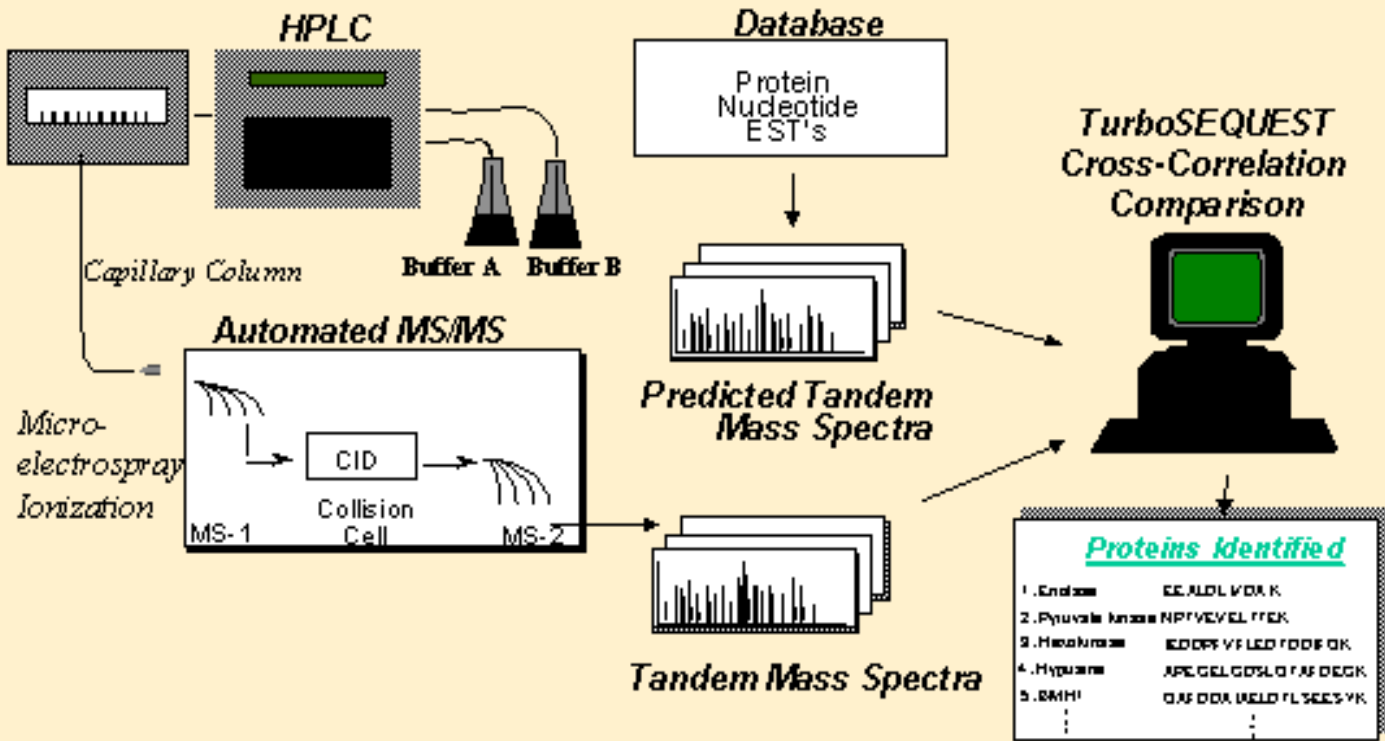 HPLC
Database
Protein
Nucleotide
EST's
TurboSEQUEST
Cross-Correlation
Comparison
Buffer A
Buffer B
Capillary Column
Automated MS/MS
Micro-
electrospray
Ionization
CID
Collision
Cell
MS-1
MS-2
Predicted Tandem
Mass Spectra
Tandem Mass Spectra
Proteins Identified
1. Enolase
2. Pyruvate kinase NPTVEVELTTEK
3. Hexokinase
4. Hypusine
5. BMH1